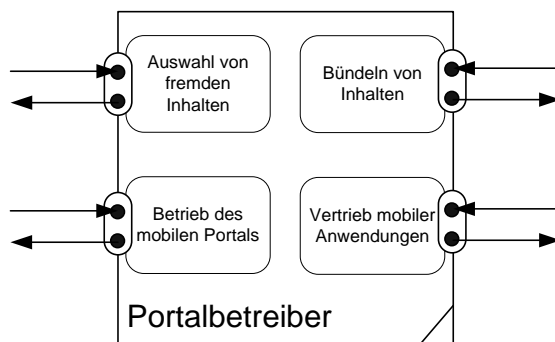 Auswahl von
fremden
Inhalten
Bündeln von
Inhalten
Betrieb des
mobilen Portals
Vertrieb mobiler
Anwendungen
Portalbetreiber